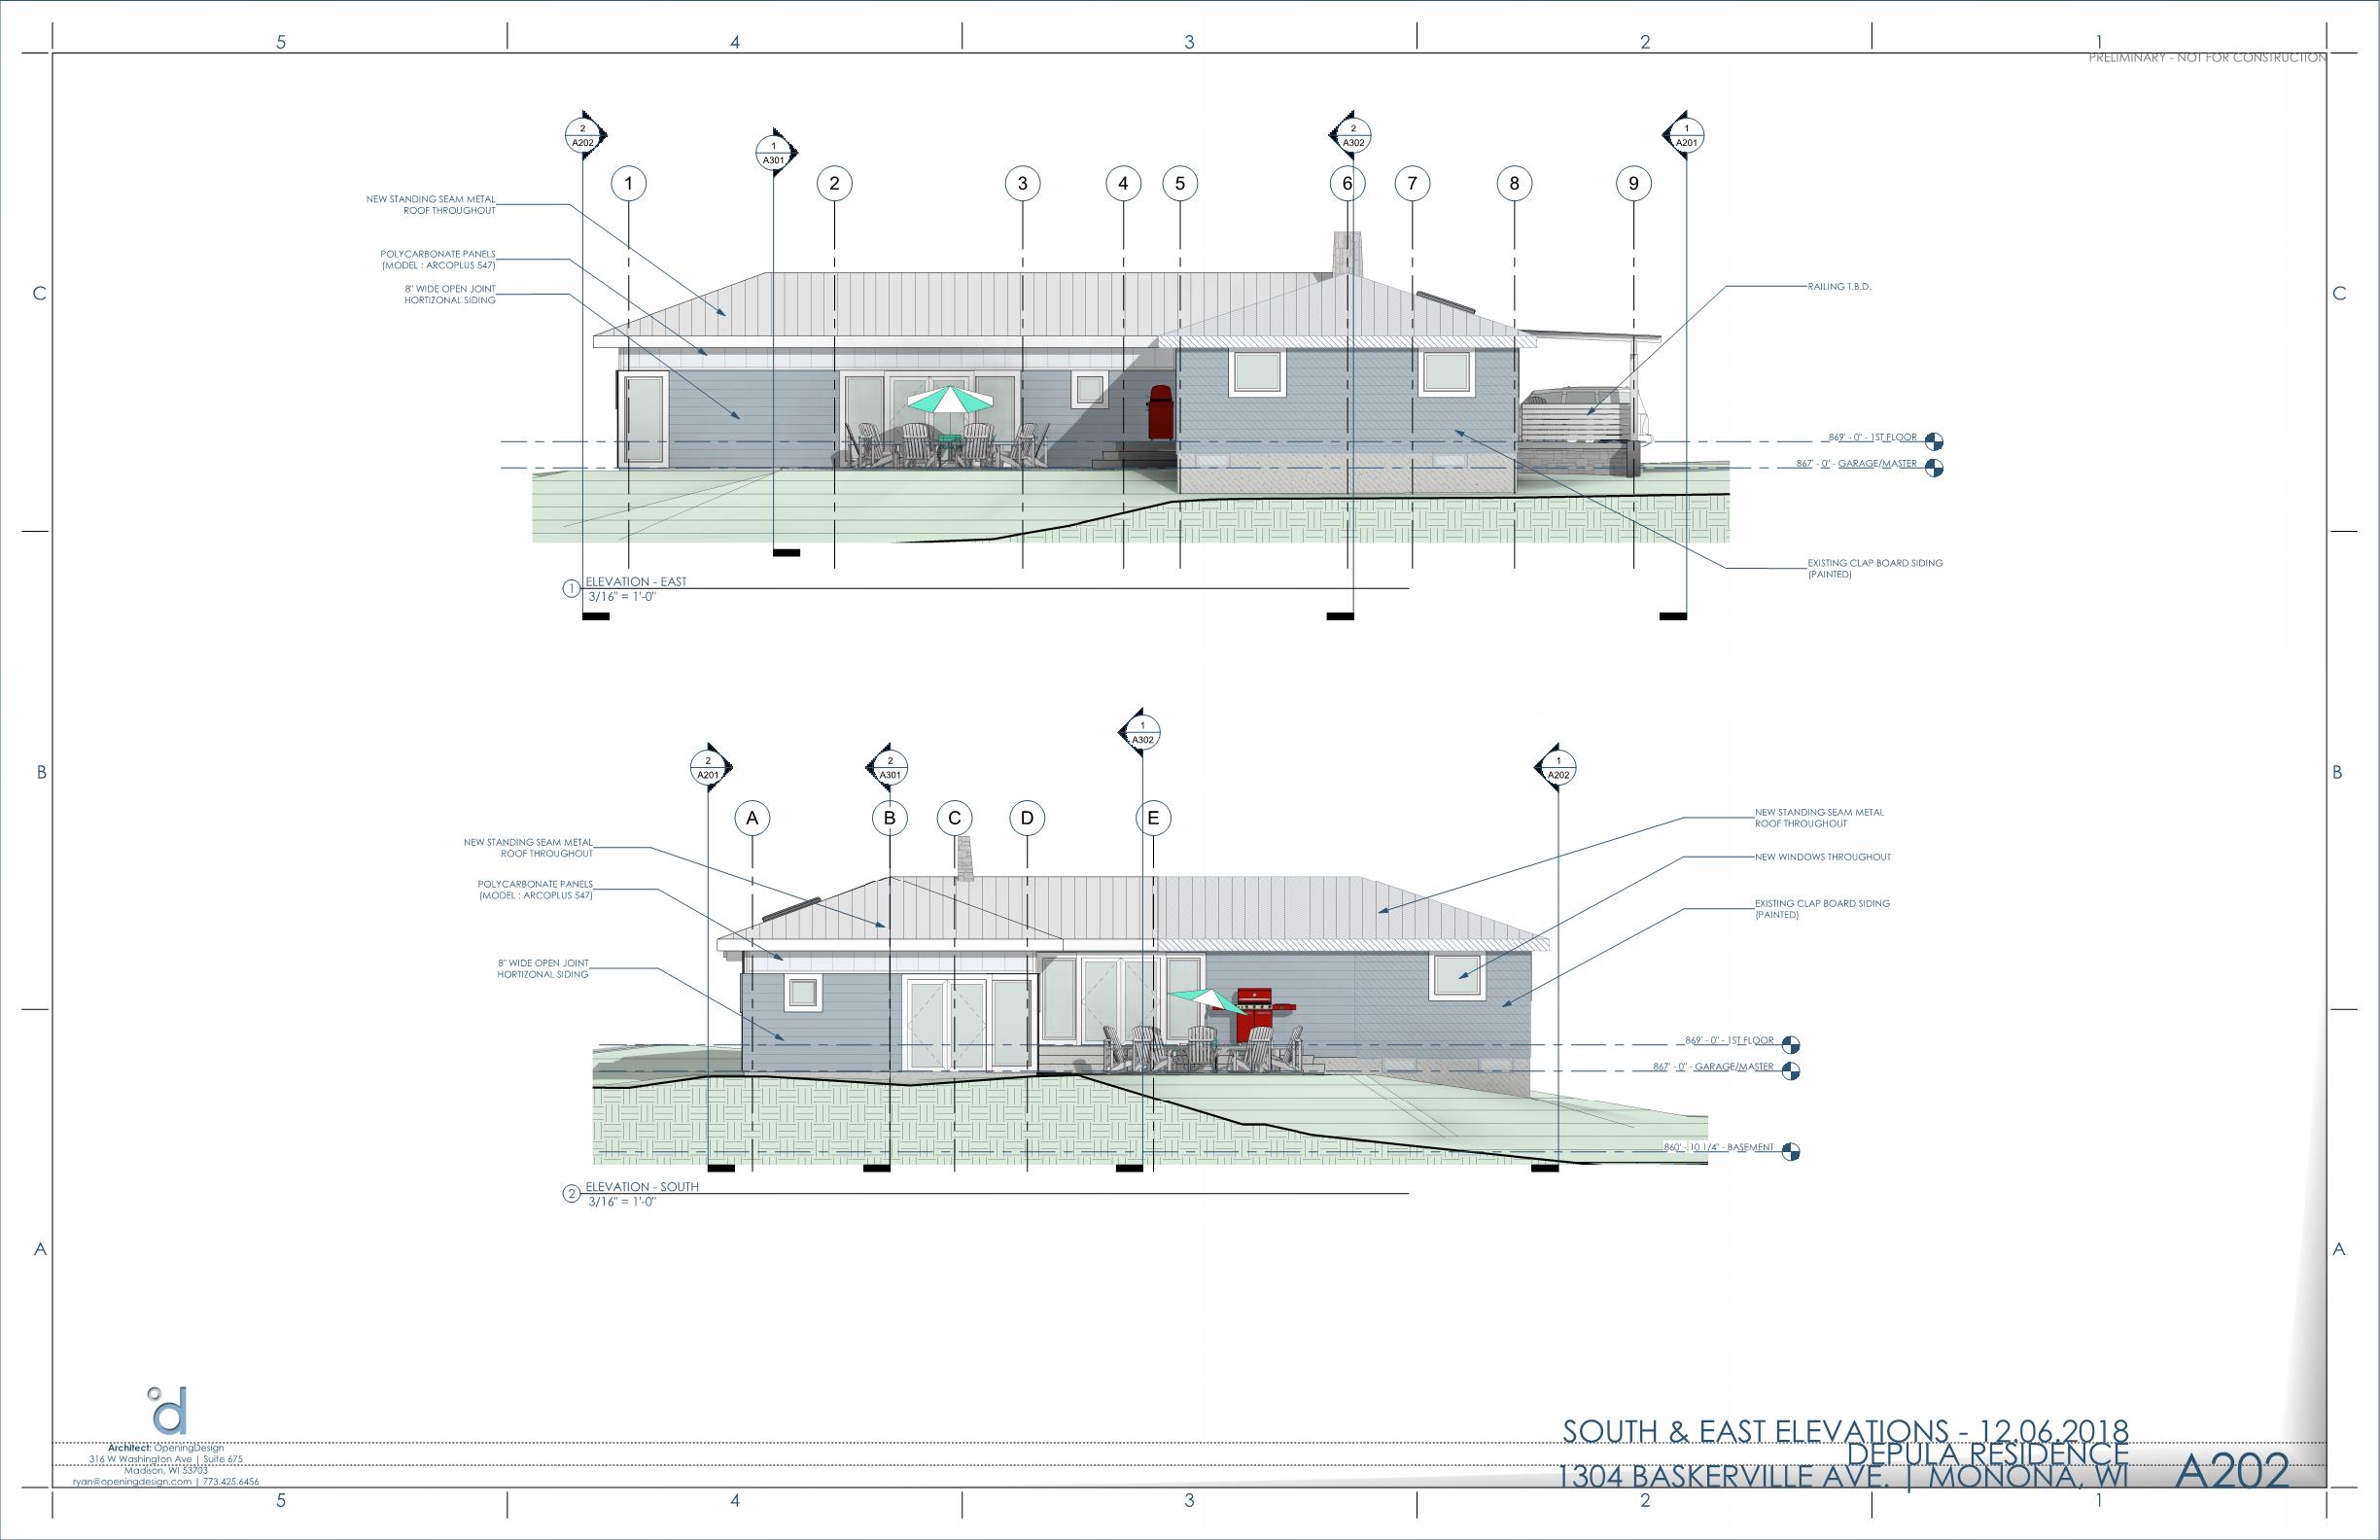 5 4 3 2 1
PRELIMINARY - NOT FOR CONSTRUCTION
2
A202
1
A301
2
A302
1
A201
1 2 3 4 5 6 7 8 9
NEW STANDING SEAM METAL
ROOF THROUGHOUT
POLYCARBONATE PANELS
(MODEL : ARCOPLUS 547)
8" WIDE OPEN JOINT
HORTIZONAL SIDING
C
C
RAILING T.B.D.
869' - 0" - 1ST FLOOR
867' - 0" - GARAGE/MASTER
EXISTING CLAP BOARD SIDING
(PAINTED)
1 ELEVATION - EAST
3/16" = 1'-0"
1
A302
2
A201
2
A301
1
A202
B
B
A B C D E
NEW STANDING SEAM METAL
ROOF THROUGHOUT
POLYCARBONATE PANELS
(MODEL : ARCOPLUS 547)
8" WIDE OPEN JOINT
HORTIZONAL SIDING
NEW STANDING SEAM METAL
ROOF THROUGHOUT
NEW WINDOWS THROUGHOUT
EXISTING CLAP BOARD SIDING
(PAINTED)
869' - 0" - 1ST FLOOR
867' - 0" - GARAGE/MASTER
860' - 10 1/4" - BASEMENT
2 ELEVATION - SOUTH
3/16" = 1'-0"
A
A
d
Architect: OpeningDesign
316 W Washington Ave | Suite 675
Madison, WI 53703
ryan@openingdesign.com | 773.425.6456
SOUTH & EAST ELEVATIONS - 12.06.2018
DEPULA RESIDENCE
1304 BASKERVILLE AVE. | MONONA, WI
A202
5 4 3 2 1